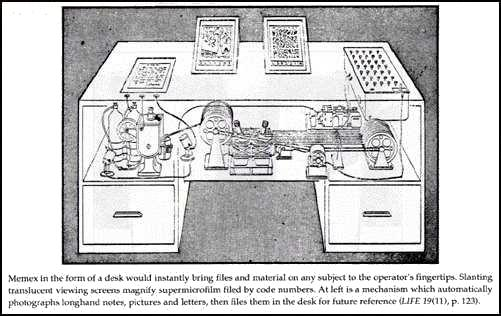 Memex in the form of a desk would instantly bring files and material on any subject to the operator's fingertips. Slanting
translucent viewing screens magnify supermicrofilm filed by code numbers. At left is a mechanism which automatically
photographs longhand notes, pictures and letters, then files them in the desk for future reference (LIFE 19(11), p. 123).